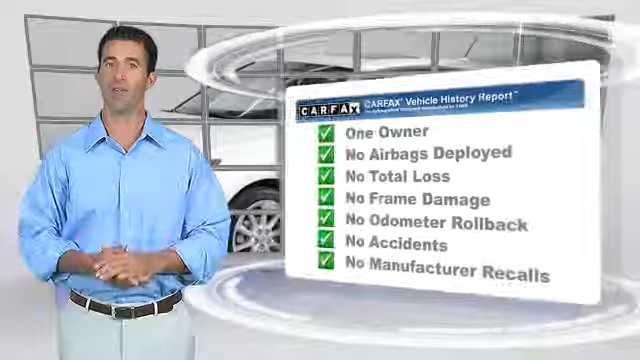 CARFAX CARFAX® Vehicle History Report™
One Owner
No Airbags Deployed
No Total Loss
No Frame Damage
No Odometer Rollback
No Accidents
No Manufacturer Recalls